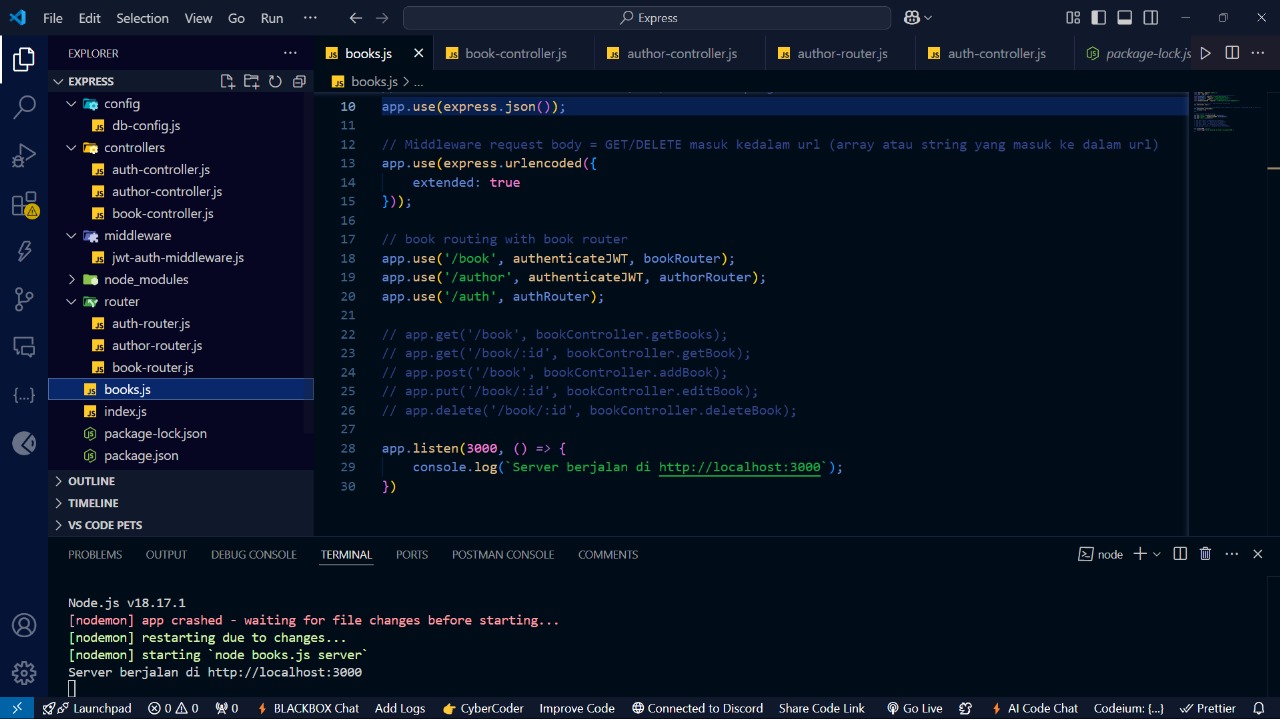 File Edit Selection View Go Run ··· Express
EXPLORER ···
EXPRESS
config
db-config.js
controllers
auth-controller.js
author-controller.js
book-controller.js
middleware
jwt-auth-middleware.js
node_modules
router
auth-router.js
author-router.js
book-router.js
books.js
index.js
package-lock.json
package.json
OUTLINE
TIMELINE
VS CODE PETS
books.js book-controller.js author-controller.js author-router.js auth-controller.js package-lock.js
books.js > ...
10 app.use(express.json());
11
12 // Middleware request body = GET/DELETE masuk kedalam url (array atau string yang masuk ke dalam url)
13 app.use(express.urlencoded({
14 extended: true
15 }));
16
17 // book routing with book router
18 app.use('/book', authenticateJWT, bookRouter);
19 app.use('/author', authenticateJWT, authorRouter);
20 app.use('/auth', authRouter);
21
22 // app.get('/book', bookController.getBooks);
23 // app.get('/book/:id', bookController.getBook);
24 // app.post('/book', bookController.addBook);
25 // app.put('/book/:id', bookController.editBook);
26 // app.delete('/book/:id', bookController.deleteBook);
27
28 app.listen(3000, () => {
29 console.log(`Server berjalan di http://localhost:3000`);
30 })
PROBLEMS OUTPUT DEBUG CONSOLE TERMINAL PORTS POSTMAN CONSOLE COMMENTS node
Node.js v18.17.1
[nodemon] app crashed - waiting for file changes before starting...
[nodemon] restarting due to changes...
[nodemon] starting `node books.js server`
Server berjalan di http://localhost:3000
Launchpad 0 0 0 BLACKBOX Chat Add Logs CyberCoder Improve Code Connected to Discord Share Code Link Go Live AI Code Chat Codeium: {...} Prettier